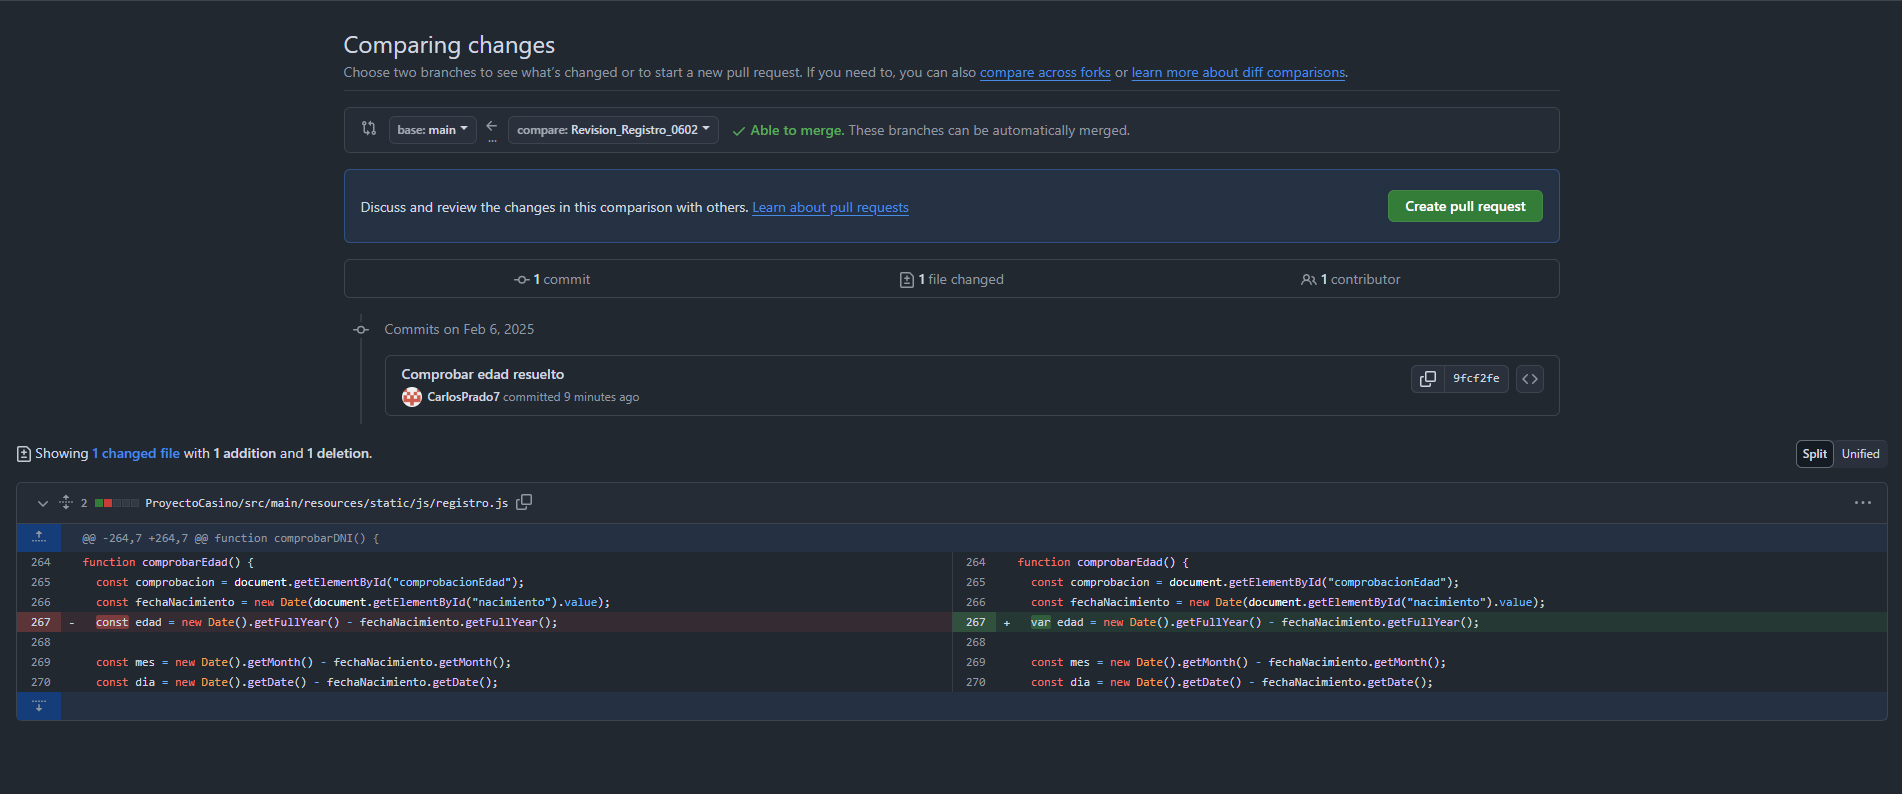 Comparing changes
Choose two branches to see what's changed or to start a new pull request. If you need to, you can also compare across forks or learn more about diff comparisons.
base: main
...
compare: Revision_Registro_0602
Able to merge. These branches can be automatically merged.
Discuss and review the changes in this comparison with others. Learn about pull requests
Create pull request
1 commit
1 file changed
1 contributor
Commits on Feb 6, 2025
Comprobar edad resuelto
CarlosPrado7 committed 9 minutes ago
9fcf2fe
Showing 1 changed file with 1 addition and 1 deletion.
Split Unified
2 ProyectoCasino/src/main/resources/static/js/registro.js
@@ -264,7 +264,7 @@ function comprobarDNI() {
264 function comprobarEdad() {
265 const comprobacion = document.getElementById("comprobacionEdad");
266 const fechaNacimiento = new Date(document.getElementById("nacimiento").value);
267 - const edad = new Date().getFullYear() - fechaNacimiento.getFullYear();
268
269 const mes = new Date().getMonth() - fechaNacimiento.getMonth();
270 const dia = new Date().getDate() - fechaNacimiento.getDate();
264 function comprobarEdad() {
265 const comprobacion = document.getElementById("comprobacionEdad");
266 const fechaNacimiento = new Date(document.getElementById("nacimiento").value);
267 + var edad = new Date().getFullYear() - fechaNacimiento.getFullYear();
268
269 const mes = new Date().getMonth() - fechaNacimiento.getMonth();
270 const dia = new Date().getDate() - fechaNacimiento.getDate();